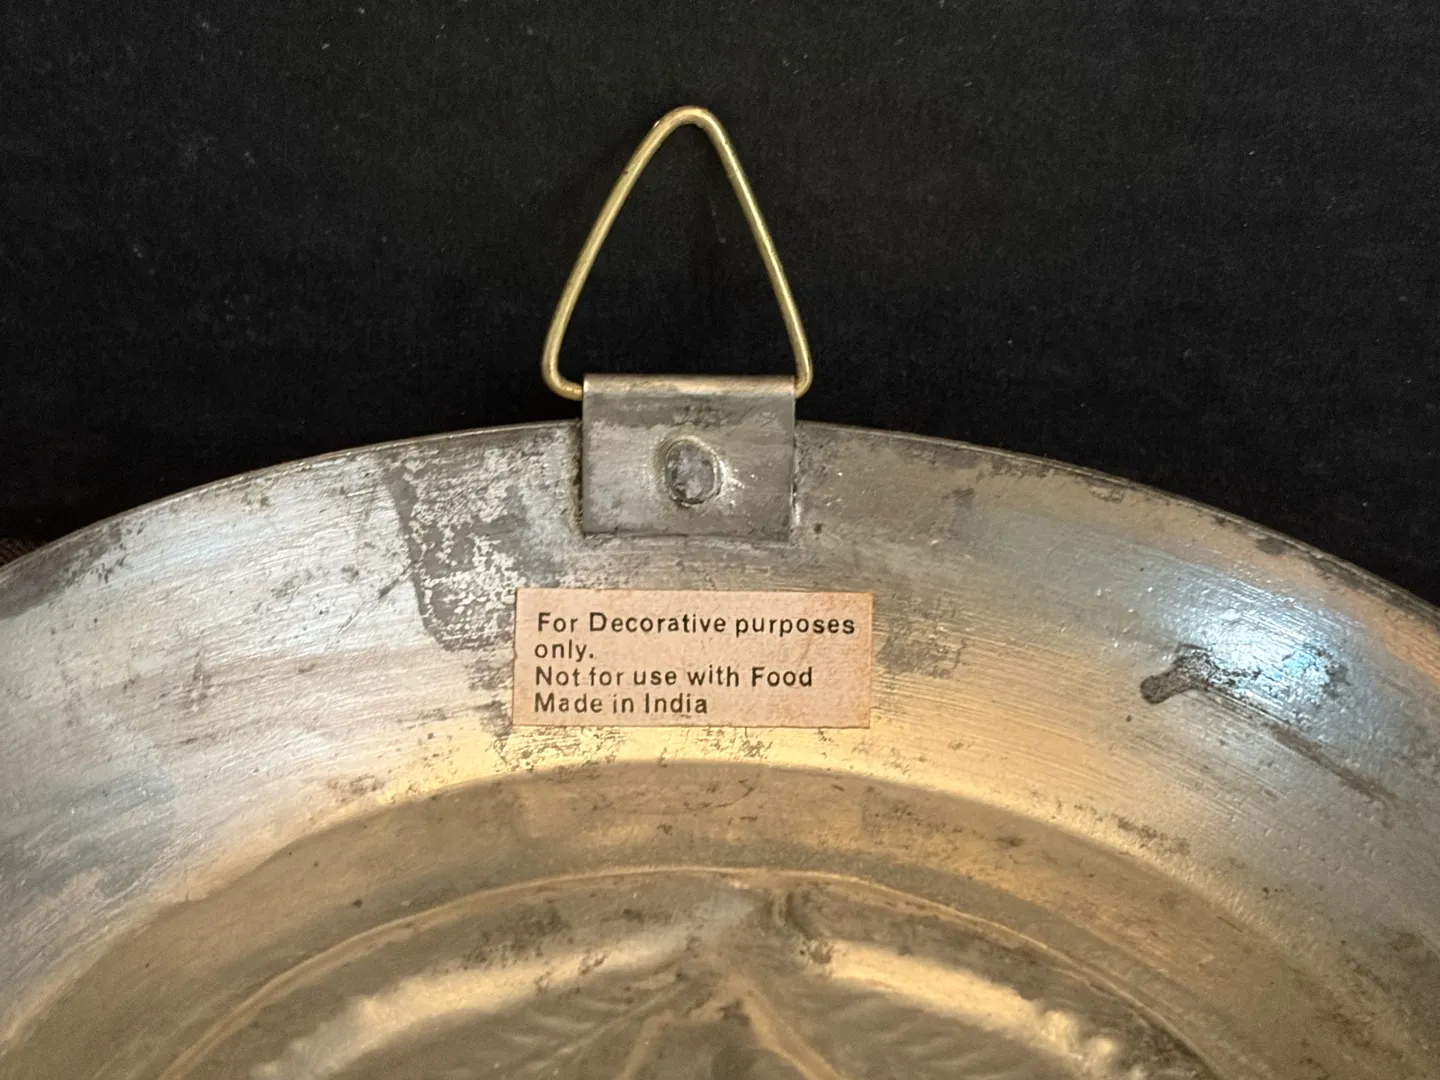 For Decorative purposes
only.
Not for use with Food
Made in India